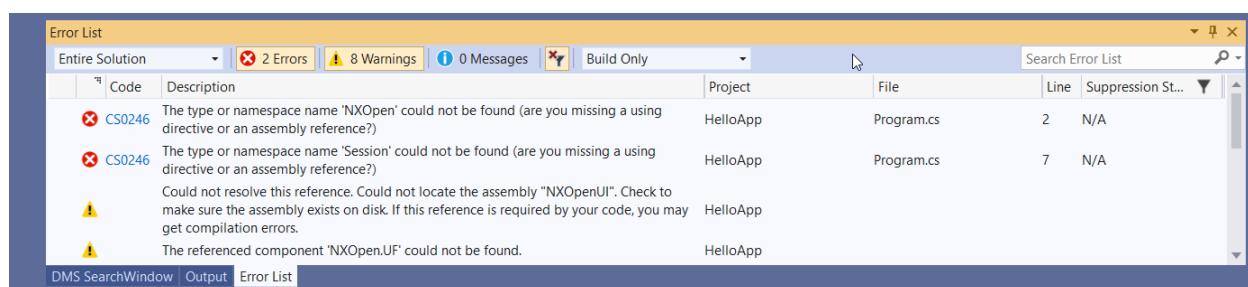 Error List
Entire Solution 2 Errors 8 Warnings 0 Messages Build Only Search Error List
Code Description Project File Line Suppression St...
CS0246 The type or namespace name 'NXOpen' could not be found (are you missing a using
directive or an assembly reference?) HelloApp Program.cs 2 N/A
CS0246 The type or namespace name 'Session' could not be found (are you missing a using
directive or an assembly reference?) HelloApp Program.cs 7 N/A
Could not resolve this reference. Could not locate the assembly "NXOpenUI". Check to
make sure the assembly exists on disk. If this reference is required by your code, you may HelloApp
get compilation errors.
The referenced component 'NXOpen.UF' could not be found. HelloApp
DMS SearchWindow Output Error List